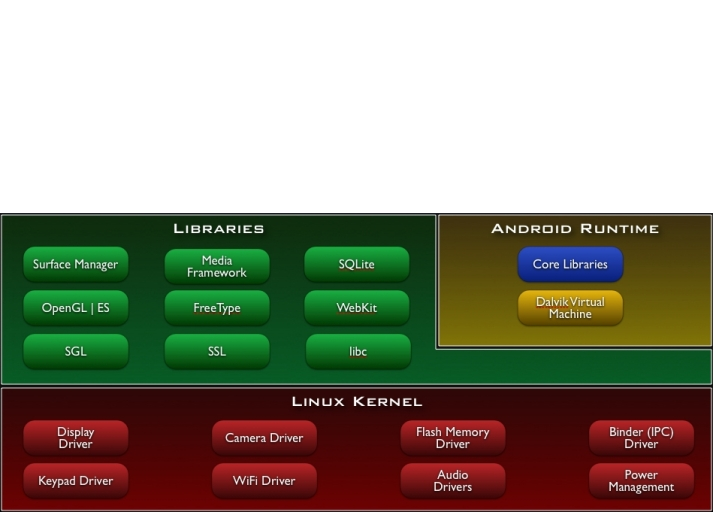 LIBRARIES
Surface Manager
Media
Framework
SQLite
OpenGL | ES
FreeType
WebKit
SGL
SSL
libc
ANDROID RUNTIME
Core Libraries
Dalvik Virtual
Machine
LINUX KERNEL
Display
Driver
Camera Driver
Flash Memory
Driver
Binder (IPC)
Driver
Keypad Driver
WiFi Driver
Audio
Drivers
Power
Management